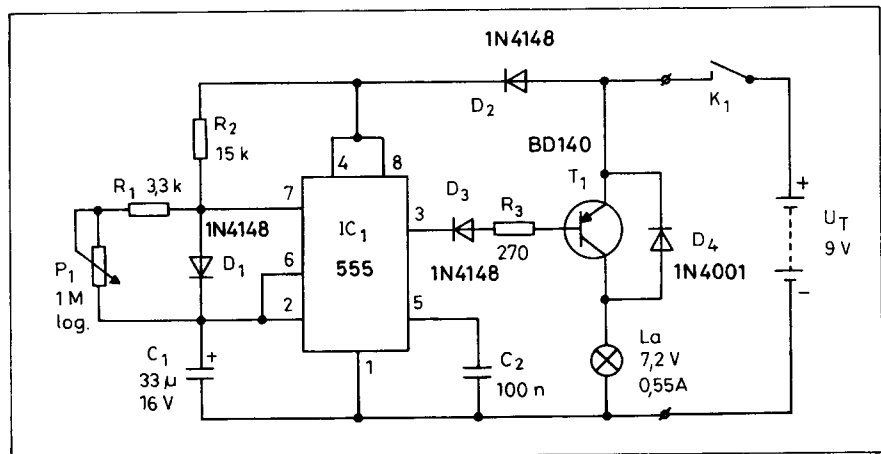 1N4148
D2
K1
R2
15 k
BD140
T1
4
8
R1 3,3 k
7
1N4148
D3
R3
3
IC1
555
270
1N4148
D4
1N4001
+
UT
9 V
−
P1
1 M
log.
D1
6
2
5
1
C1
+
33 μ
16 V
C2
100 n
La
7,2 V
0,55A